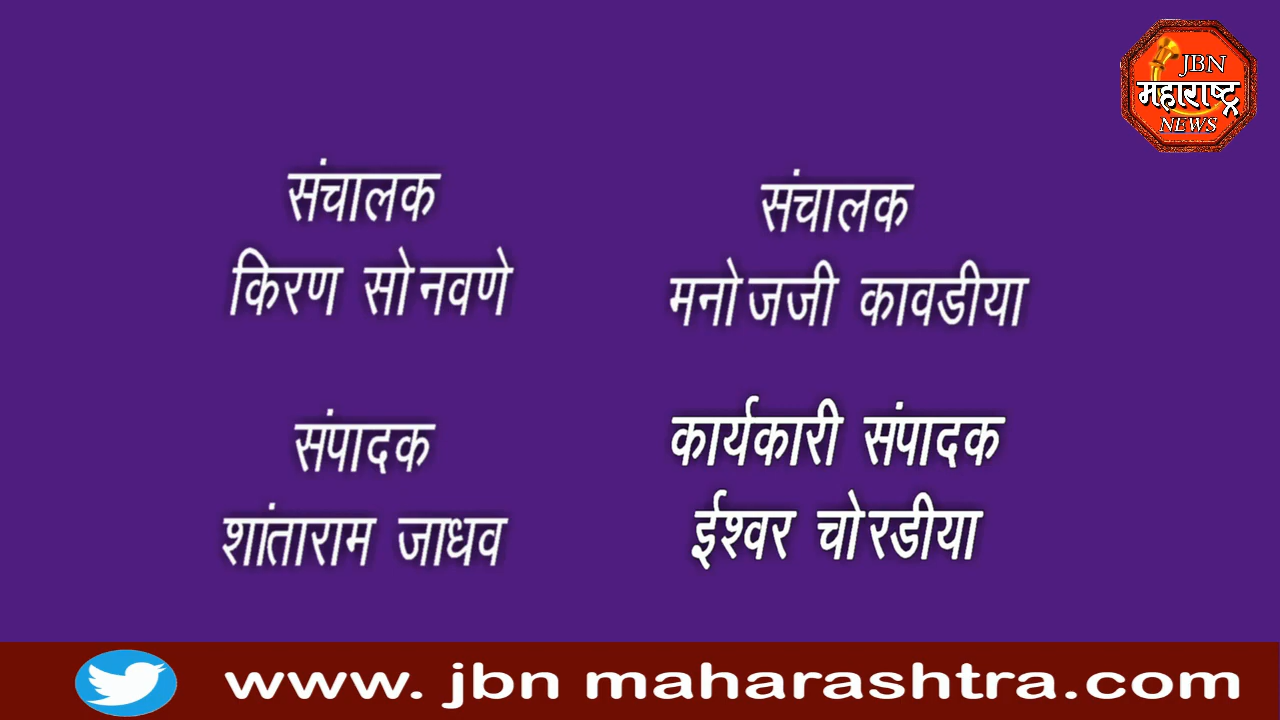 JBN
महाराष्ट्र
NEWS
संचालक
किरण सोनवणे
संचालक
मनोजजी कावडीया
संपादक
शांताराम जाधव
कार्यकारी संपादक
ईश्वर चोरडीया
www. jbn maharashtra.com